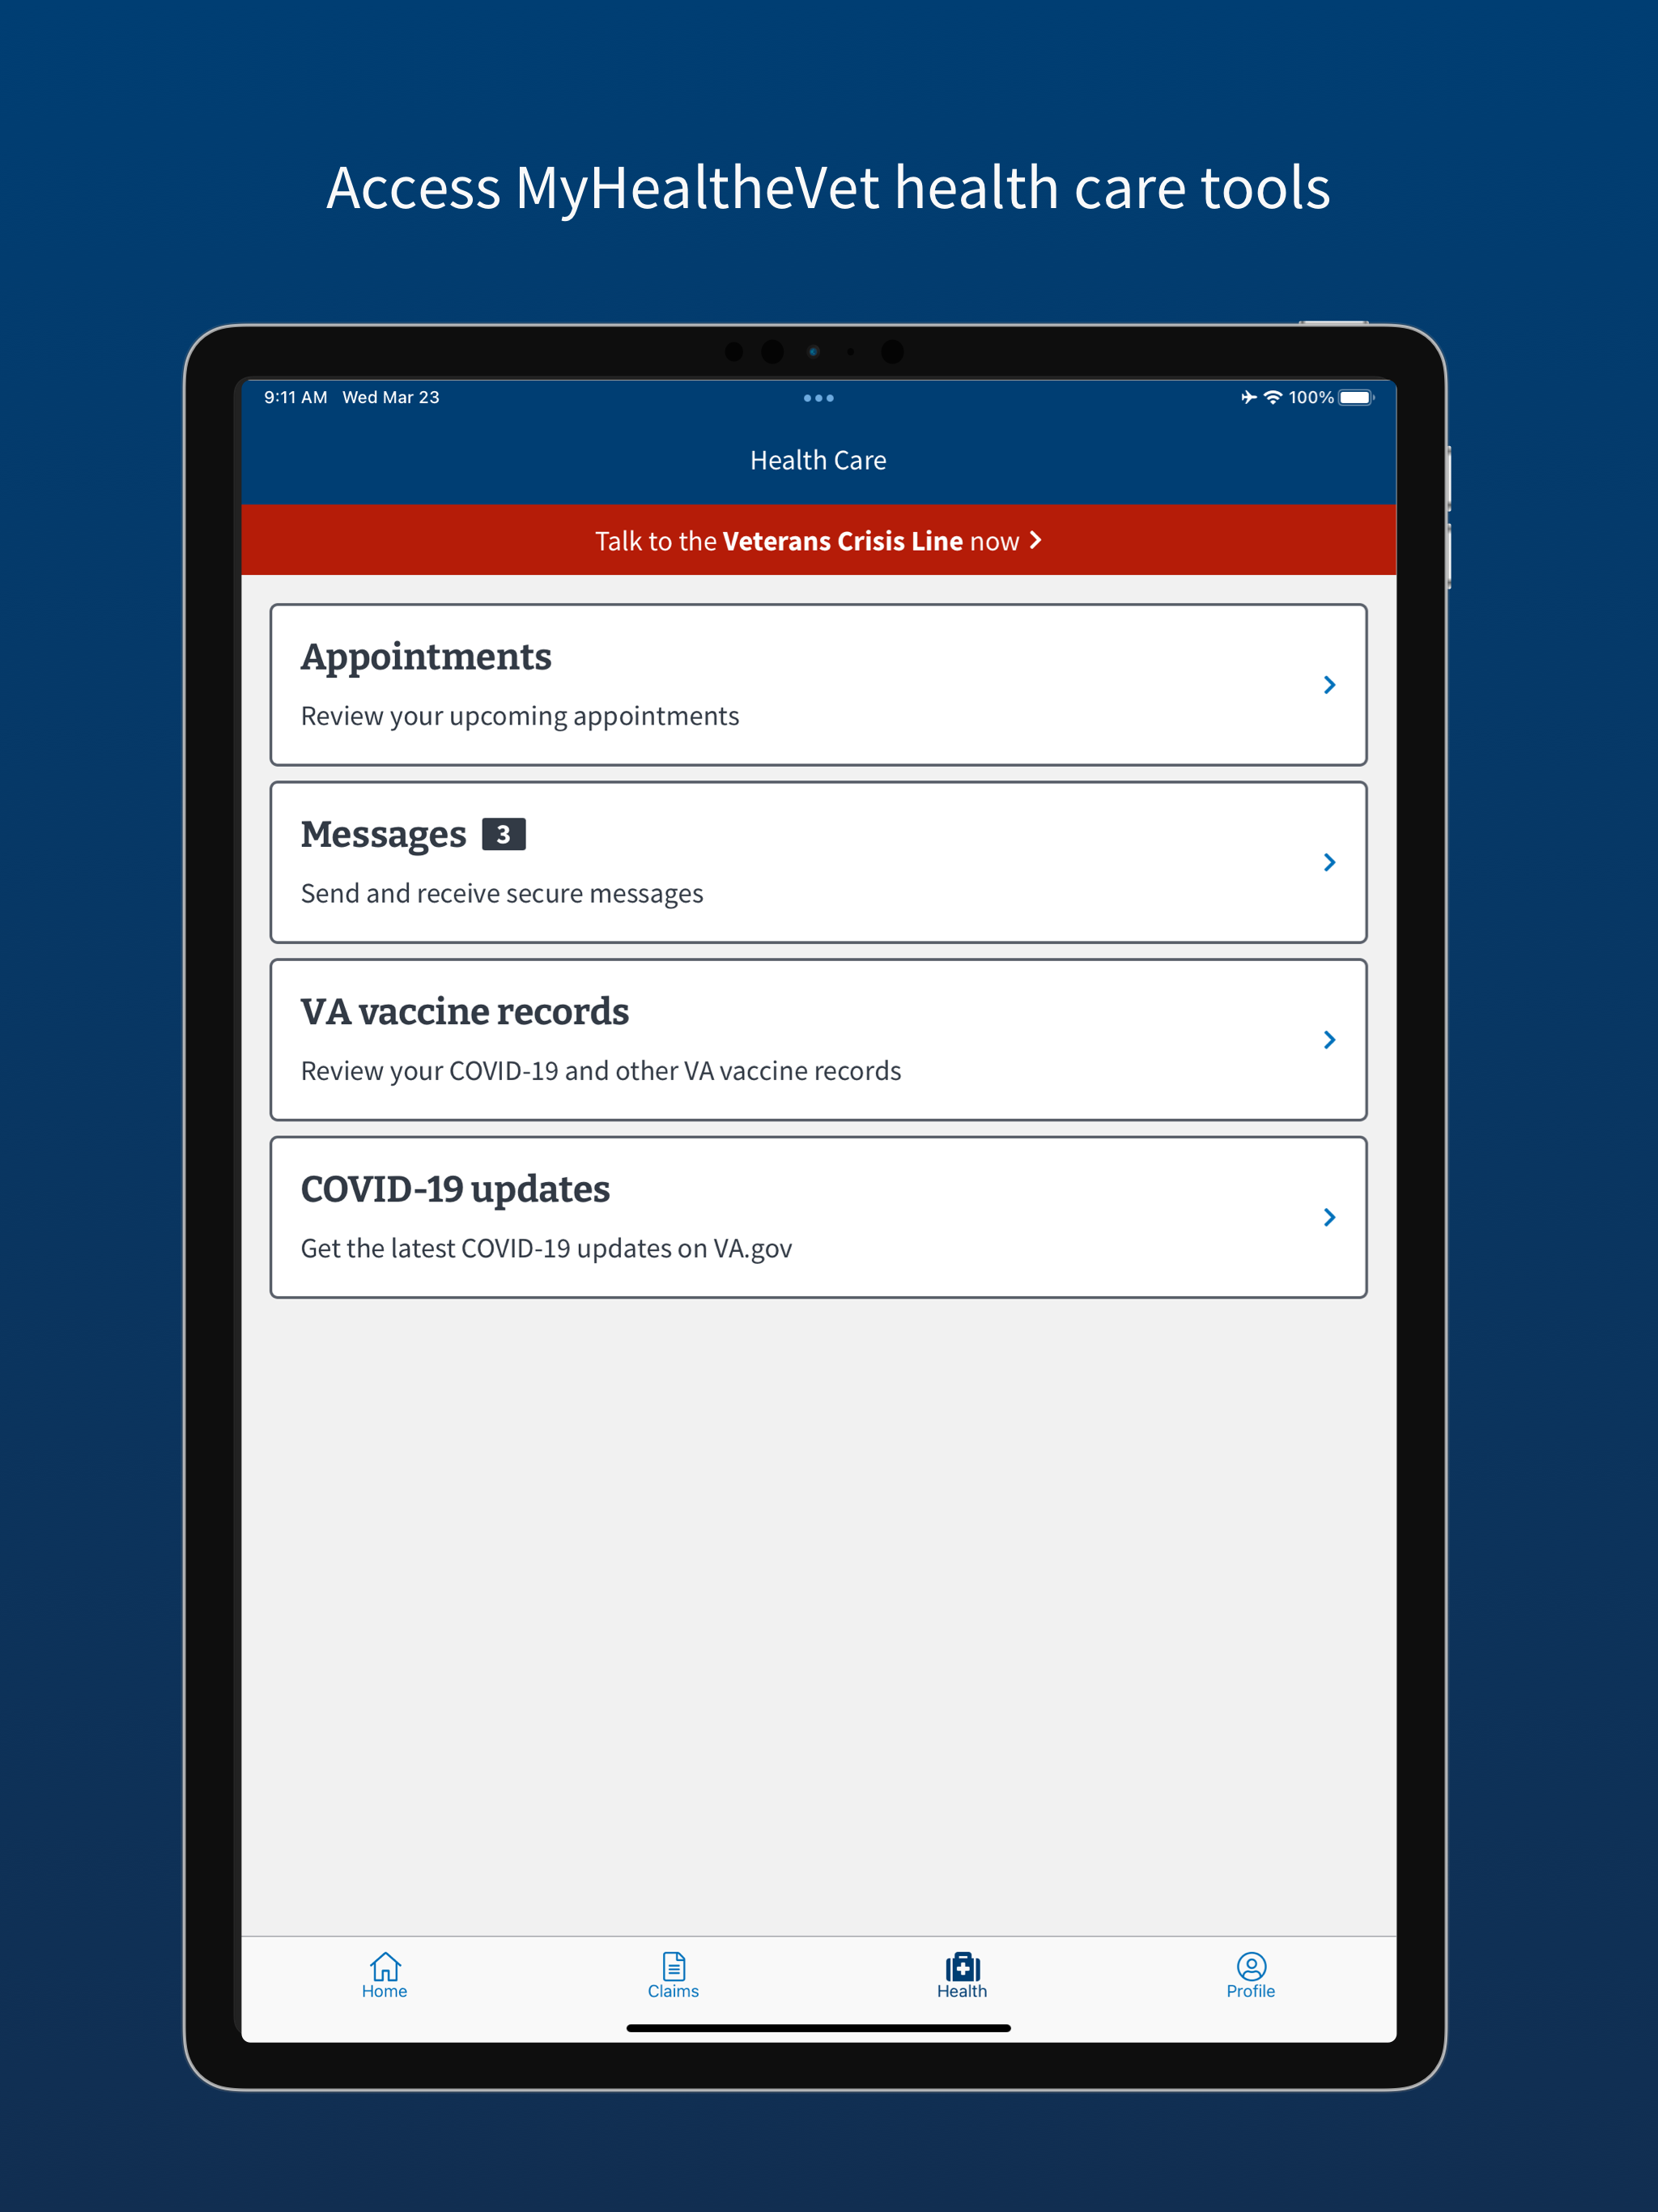 Access MyHealtheVet health care tools
9:11 AM Wed Mar 23
100%
Health Care
Talk to the Veterans Crisis Line now
Appointments
Review your upcoming appointments
Messages 3
Send and receive secure messages
VA vaccine records
Review your COVID-19 and other VA vaccine records
COVID-19 updates
Get the latest COVID-19 updates on VA.gov
Home
Claims
Health
Profile